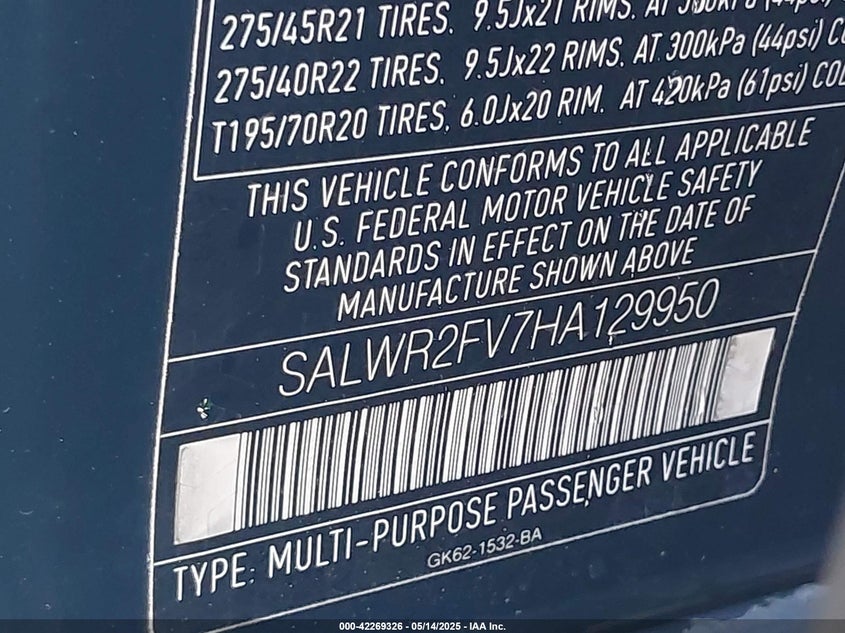 275/45R21 TIRES. 9.5Jx21 RIMS. AT 300kPa (44psi)
275/40R22 TIRES. 9.5Jx22 RIMS. AT 300kPa (44psi)
T195/70R20 TIRES. 6.0Jx20 RIM. AT 420kPa (61psi)
THIS VEHICLE CONFORMS TO ALL APPLICABLE
U.S. FEDERAL MOTOR VEHICLE SAFETY
STANDARDS IN EFFECT ON THE DATE OF
MANUFACTURE SHOWN ABOVE
SALWR2FV7HA129950
TYPE: MULTI-PURPOSE PASSENGER VEHICLE
GK62-1532-BA
000-42269326 - 05/14/2025 - IAA Inc.